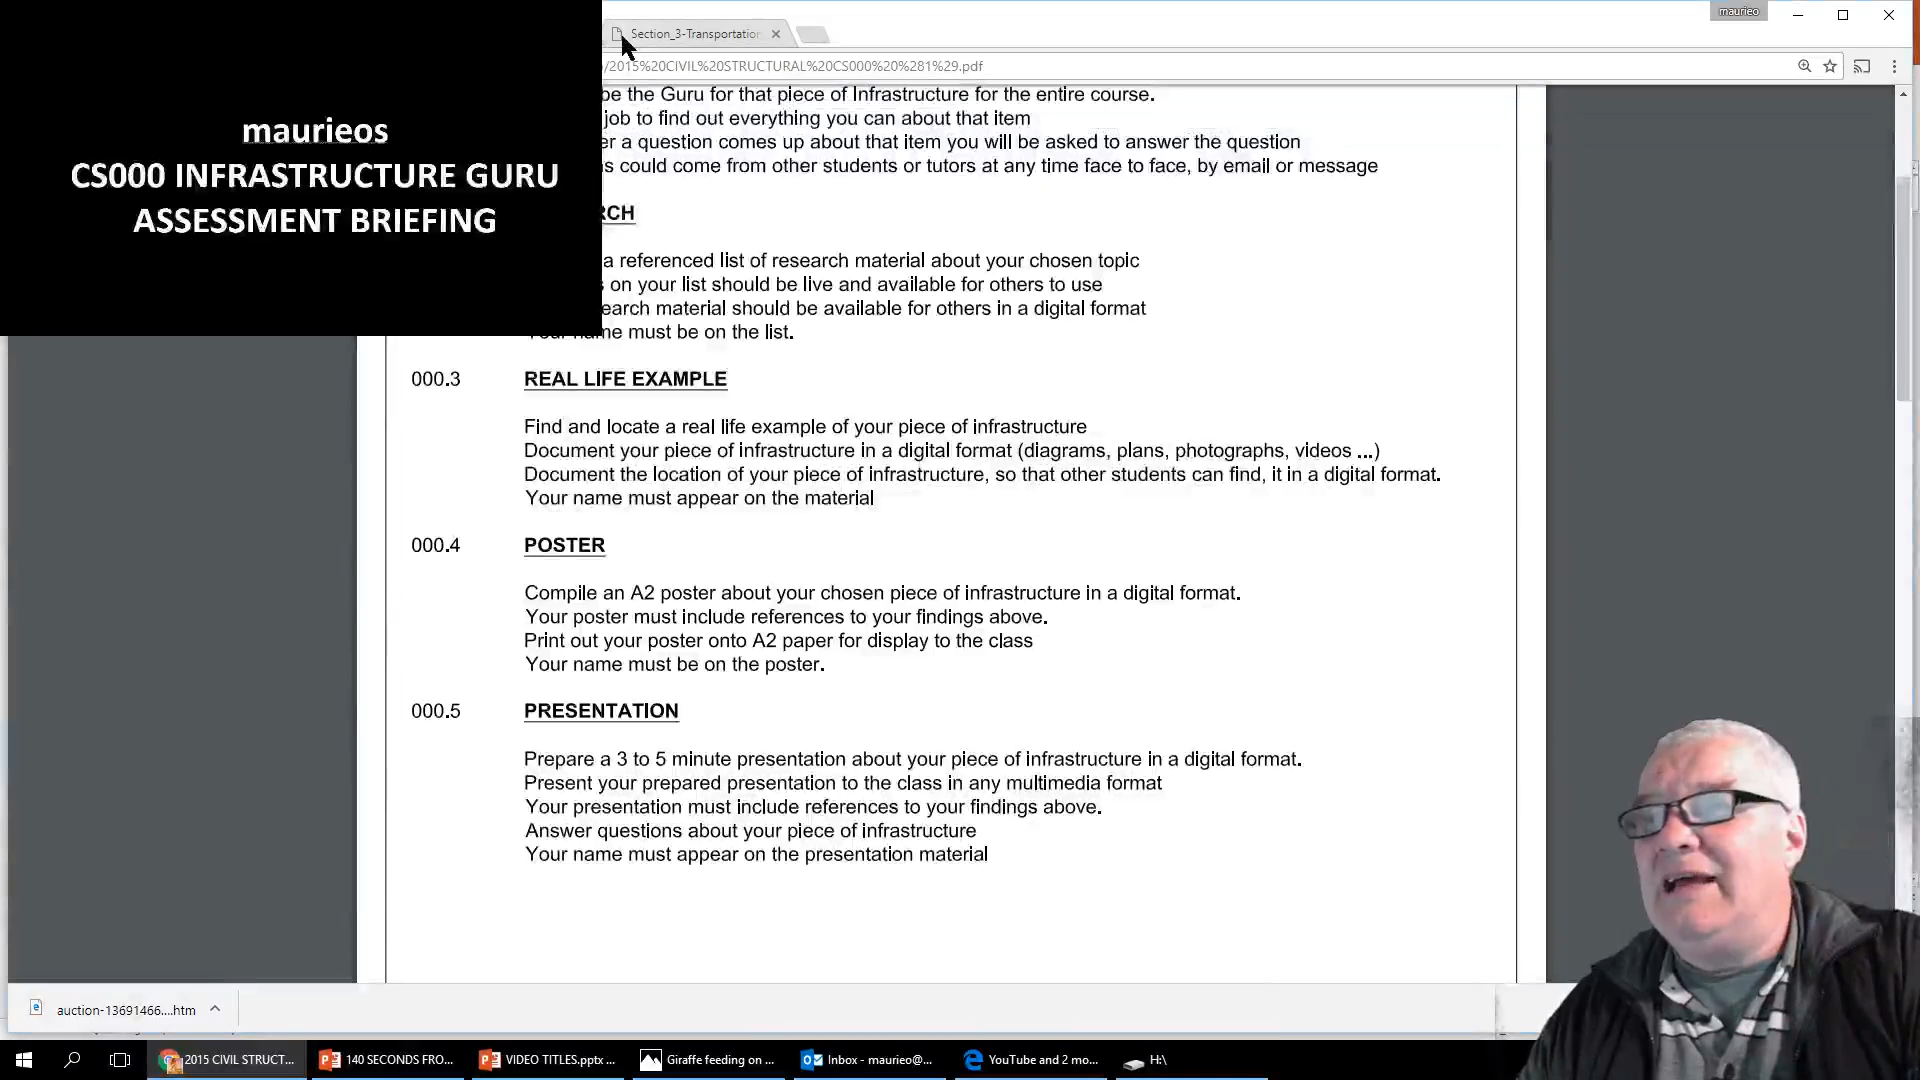 maurieo
Section_3-Transportation
/2015%20CIVIL%20STRUCTURAL%20CS000%20%281%29.pdf
maurieos
CS000 INFRASTRUCTURE GURU
ASSESSMENT BRIEFING
be the Guru for that piece of Infrastructure for the entire course.
job to find out everything you can about that item
er a question comes up about that item you will be asked to answer the question
s could come from other students or tutors at any time face to face, by email or message
RCH
a referenced list of research material about your chosen topic
s on your list should be live and available for others to use
earch material should be available for others in a digital format
Your name must be on the list.
000.3 REAL LIFE EXAMPLE
Find and locate a real life example of your piece of infrastructure
Document your piece of infrastructure in a digital format (diagrams, plans, photographs, videos ...)
Document the location of your piece of infrastructure, so that other students can find, it in a digital format.
Your name must appear on the material
000.4 POSTER
Compile an A2 poster about your chosen piece of infrastructure in a digital format.
Your poster must include references to your findings above.
Print out your poster onto A2 paper for display to the class
Your name must be on the poster.
000.5 PRESENTATION
Prepare a 3 to 5 minute presentation about your piece of infrastructure in a digital format.
Present your prepared presentation to the class in any multimedia format
Your presentation must include references to your findings above.
Answer questions about your piece of infrastructure
Your name must appear on the presentation material
auction-13691466....htm
2015 CIVIL STRUCT...
140 SECONDS FRO...
VIDEO TITLES.pptx ...
Giraffe feeding on ...
Inbox - maurieo@...
YouTube and 2 mo...
H:\